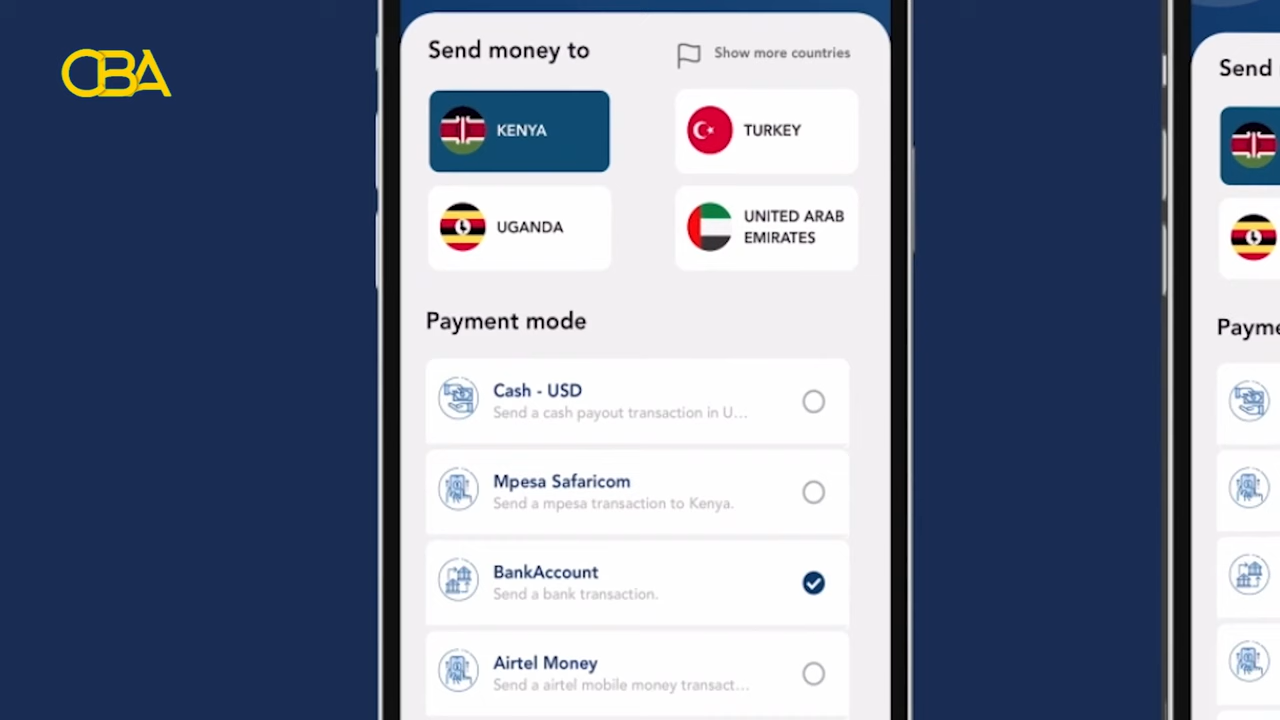 CBA
Send money to
Show more countries
KENYA
TURKEY
UGANDA
UNITED ARAB
EMIRATES
Payment mode
Cash - USD
Send a cash payout transaction in U...
Mpesa Safaricom
Send a mpesa transaction to Kenya.
BankAccount
Send a bank transaction.
Airtel Money
Send a airtel mobile money transact...
Send
Payme